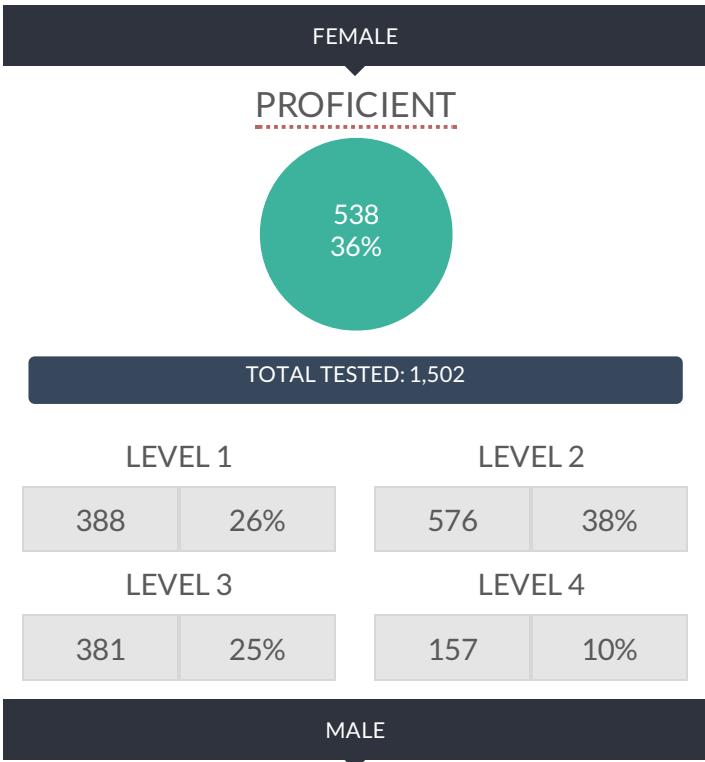 FEMALE
PROFICIENT
538
36%
TOTAL TESTED: 1,502
LEVEL 1
388 26%
LEVEL 2
576 38%
LEVEL 3
381 25%
LEVEL 4
157 10%
MALE